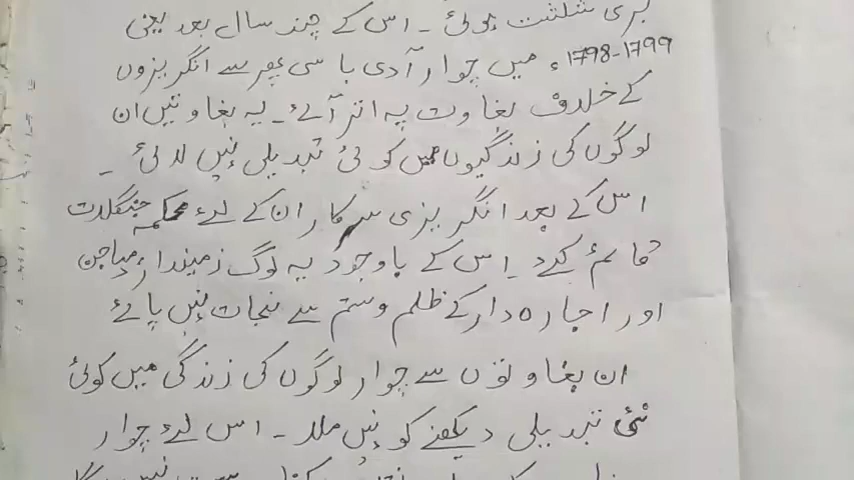 بری شکست ہوئی ۔ اس کے چند سال بعد یعنی
1798-1799ء میں چوار آدی باسی پھر سے انگریزوں
کے خلاف بغاوت پہ اتر آئے ۔ یہ بغاوتیں ان
لوگوں کی زندگیوں میں کوئی تبدیلی نہیں لائی ۔
اس کے بعد انگریزی سرکار ان کے لئے محکمہ جنگلات
قائم کئے ۔ اس کے باوجود یہ لوگ زمیندار، مہاجن
اور اجارہ دار کے ظلم و ستم سے نجات نہیں پائے
ان بغاوتوں سے چوار لوگوں کی زندگی میں کوئی
نئی تبدیلی دیکھنے کو نہیں ملا ۔ اس لئے چوار